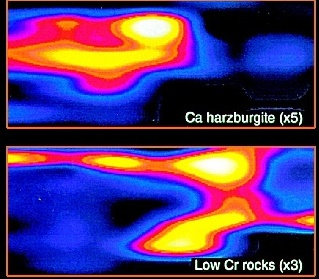 Ca harzburgite (x5)
Low Cr rocks (x3)